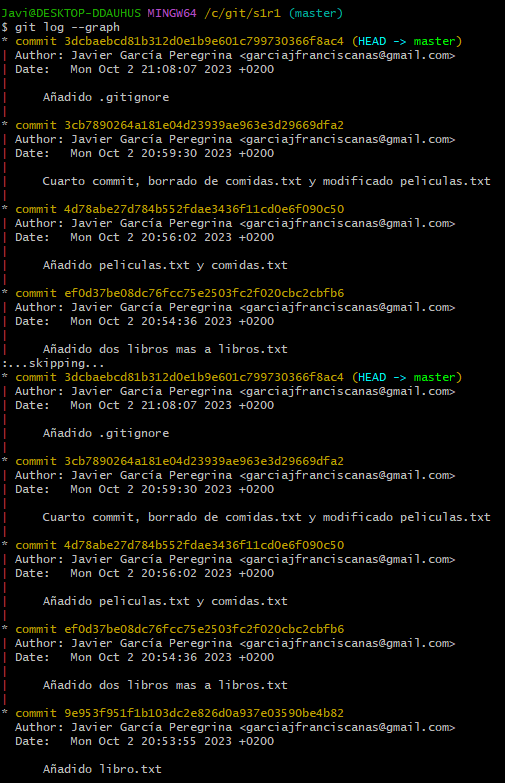 Javi@DESKTOP-DDAUHUS MINGW64 /c/git/s1r1 (master)
$ git log --graph
* commit 3dcbaebcd81b312d0e1b9e601c799730366f8ac4 (HEAD -> master)
| Author: Javier García Peregrina <garciajfranciscanas@gmail.com>
| Date:   Mon Oct 2 21:08:07 2023 +0200
|
|     Añadido .gitignore
|
* commit 3cb7890264a181e04d23939ae963e3d29669dfa2
| Author: Javier García Peregrina <garciajfranciscanas@gmail.com>
| Date:   Mon Oct 2 20:59:30 2023 +0200
|
|     Cuarto commit, borrado de comidas.txt y modificado peliculas.txt
|
* commit 4d78abe27d784b552fdae3436f11cd0e6f090c50
| Author: Javier García Peregrina <garciajfranciscanas@gmail.com>
| Date:   Mon Oct 2 20:56:02 2023 +0200
|
|     Añadido peliculas.txt y comidas.txt
|
* commit ef0d37be08dc76fcc75e2503fc2f020cbc2cbfb6
| Author: Javier García Peregrina <garciajfranciscanas@gmail.com>
| Date:   Mon Oct 2 20:54:36 2023 +0200
|
|     Añadido dos libros mas a libros.txt
:...skipping...
* commit 3dcbaebcd81b312d0e1b9e601c799730366f8ac4 (HEAD -> master)
| Author: Javier García Peregrina <garciajfranciscanas@gmail.com>
| Date:   Mon Oct 2 21:08:07 2023 +0200
|
|     Añadido .gitignore
|
* commit 3cb7890264a181e04d23939ae963e3d29669dfa2
| Author: Javier García Peregrina <garciajfranciscanas@gmail.com>
| Date:   Mon Oct 2 20:59:30 2023 +0200
|
|     Cuarto commit, borrado de comidas.txt y modificado peliculas.txt
|
* commit 4d78abe27d784b552fdae3436f11cd0e6f090c50
| Author: Javier García Peregrina <garciajfranciscanas@gmail.com>
| Date:   Mon Oct 2 20:56:02 2023 +0200
|
|     Añadido peliculas.txt y comidas.txt
|
* commit ef0d37be08dc76fcc75e2503fc2f020cbc2cbfb6
| Author: Javier García Peregrina <garciajfranciscanas@gmail.com>
| Date:   Mon Oct 2 20:54:36 2023 +0200
|
|     Añadido dos libros mas a libros.txt
|
* commit 9e953f951f1b103dc2e826d0a937e03590be4b82
  Author: Javier García Peregrina <garciajfranciscanas@gmail.com>
  Date:   Mon Oct 2 20:53:55 2023 +0200

      Añadido libro.txt